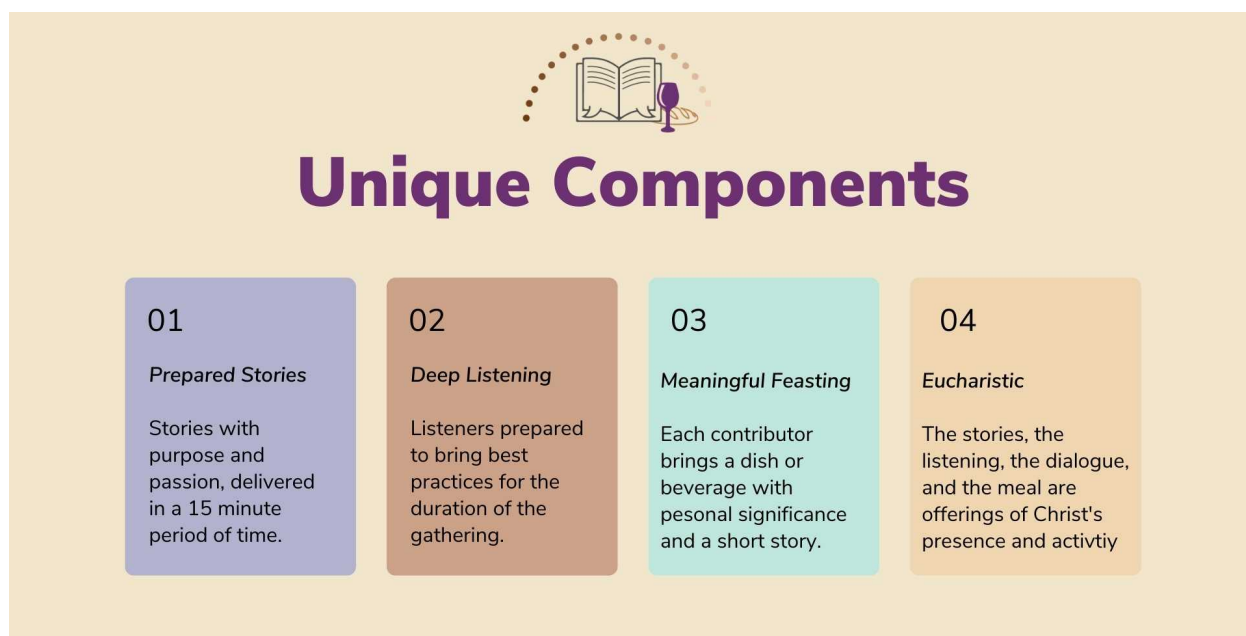 Unique Components
01
Prepared Stories
Stories with
purpose and
passion, delivered
in a 15 minute
period of time.
02
Deep Listening
Listeners prepared
to bring best
practices for the
duration of the
gathering.
03
Meaningful Feasting
Each contributor
brings a dish or
beverage with
pesonal significance
and a short story.
04
Eucharistic
The stories, the
listening, the dialogue,
and the meal are
offerings of Christ's
presence and activtiy